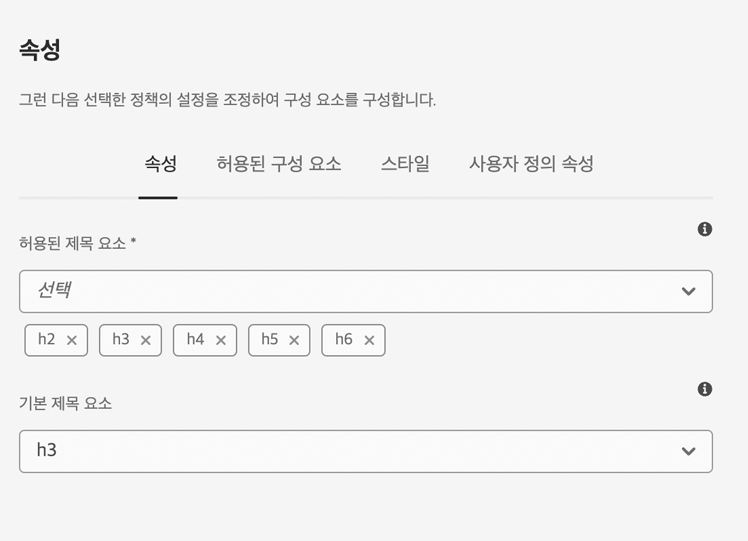 속성
그런 다음 선택한 정책의 설정을 조정하여 구성 요소를 구성합니다.
속성 허용된 구성 요소 스타일 사용자 정의 속성
허용된 제목 요소 *
선택
h2 × h3 × h4 × h5 × h6 ×
기본 제목 요소
h3